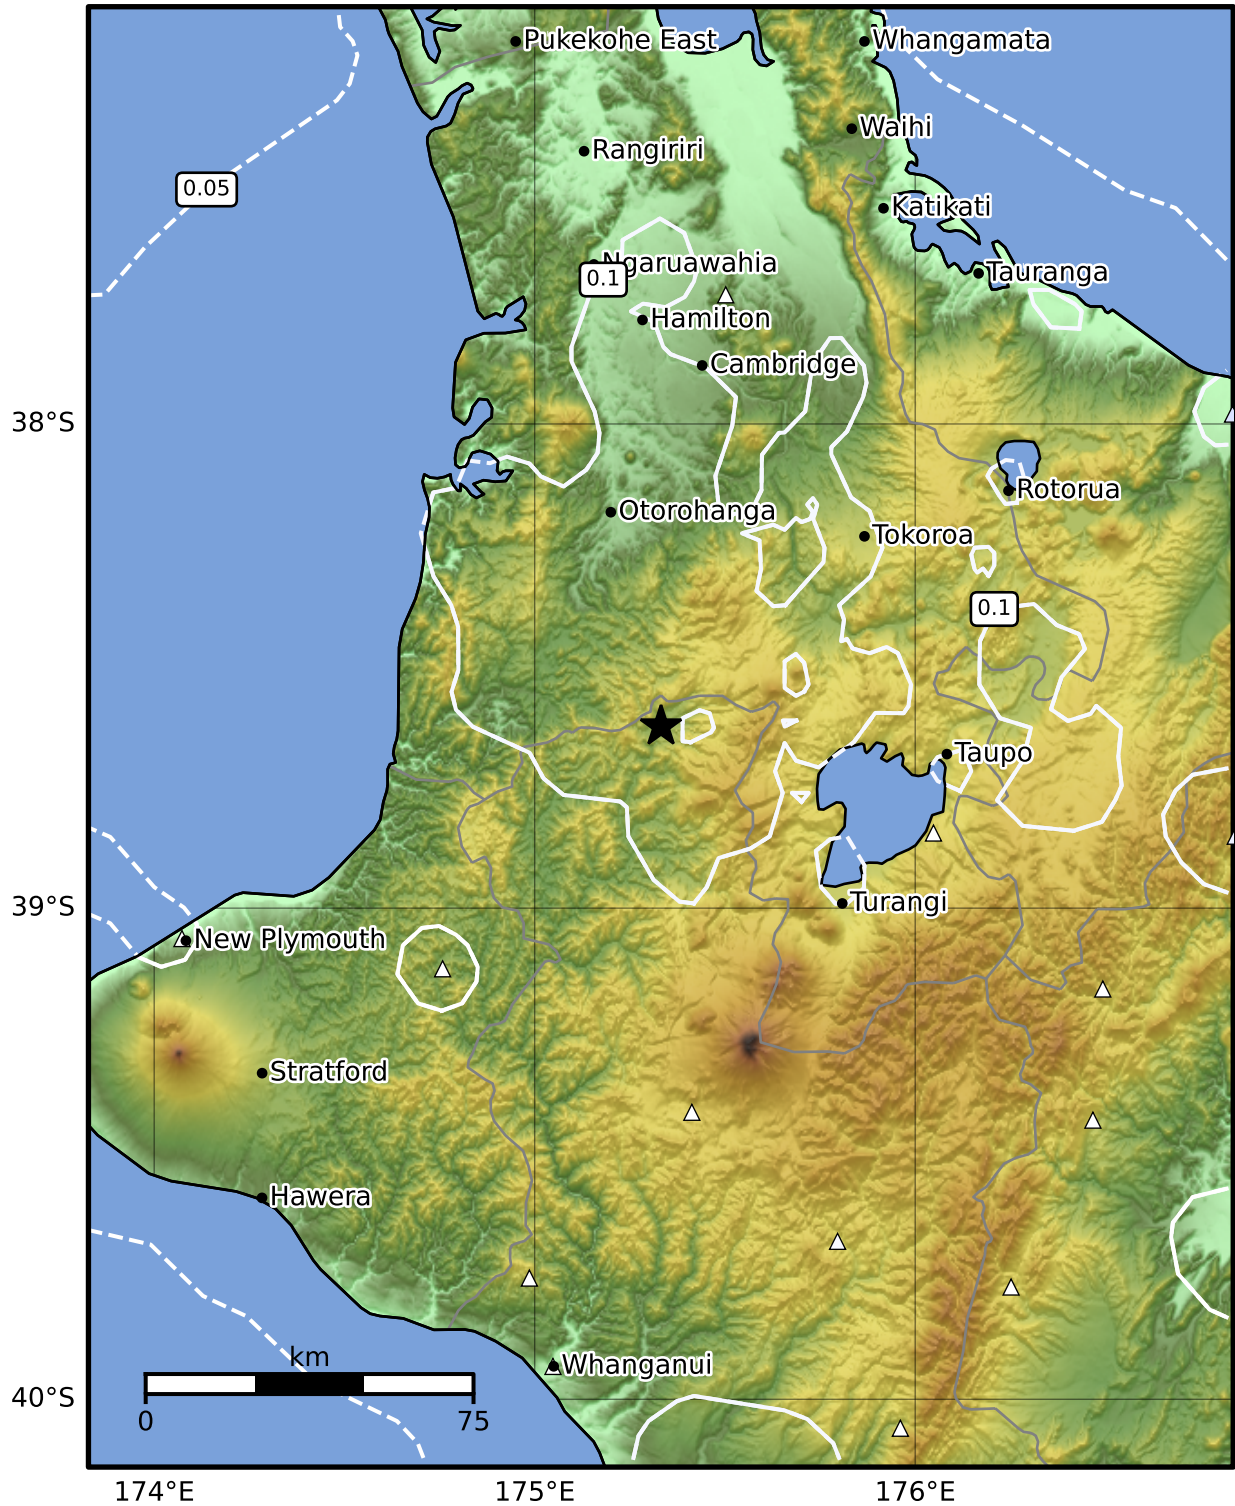 Pukekohe East
Whangamata
Waihi
Rangiriri
0.05
Katikati
Ngaruawahia
Tauranga
0.1
Hamilton
Cambridge
38°S
Rotorua
Otorohanga
Tokoroa
0.1
Taupo
39°S
Turangi
New Plymouth
Stratford
Hawera
km
Whanganui
40°S
0
75
174°E
175°E
176°E